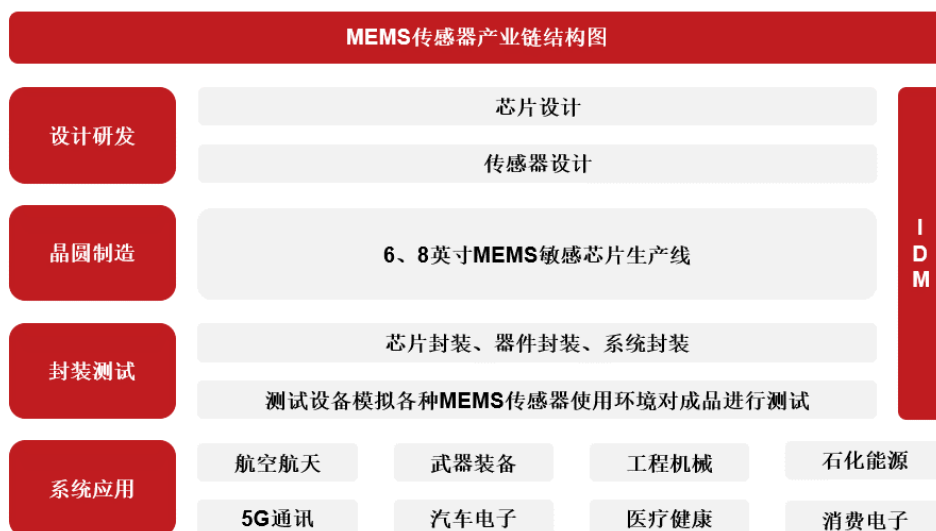 MEMS传感器产业链结构图
设计研发
芯片设计
传感器设计
晶圆制造
6、8英寸MEMS敏感芯片生产线
封装测试
芯片封装、器件封装、系统封装
测试设备模拟各种MEMS传感器使用环境对成品进行测试
I
D
M
系统应用
航空航天
武器装备
工程机械
石化能源
5G通讯
汽车电子
医疗健康
消费电子